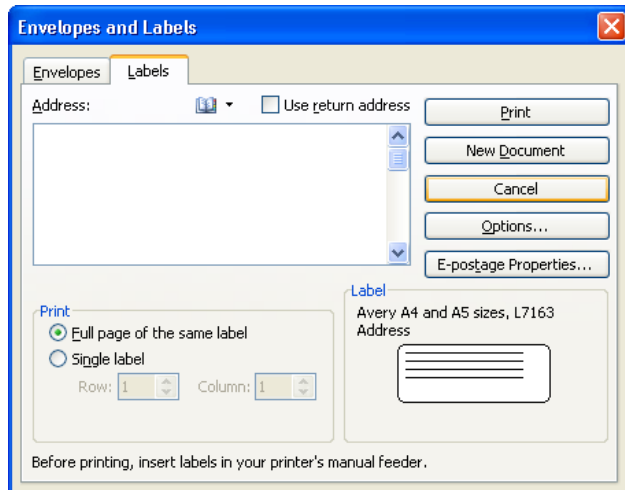 Envelopes and Labels
Envelopes Labels
Address: Use return address
Print
New Document
Cancel
Options...
E-postage Properties...
Print
Full page of the same label
Single label
Row: 1 Column: 1
Label
Avery A4 and A5 sizes, L7163
Address
Before printing, insert labels in your printer's manual feeder.